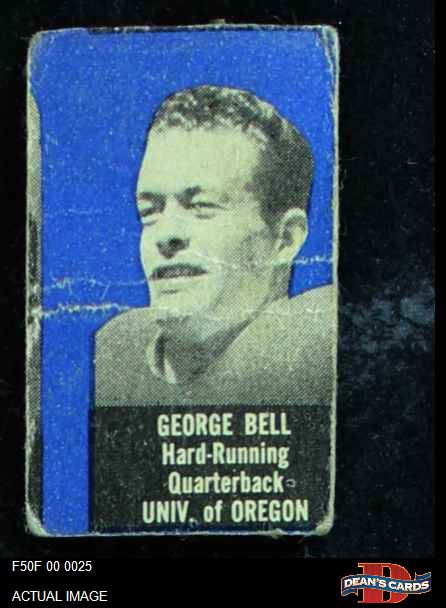 GEORGE BELL
Hard-Running
Quarterback
UNIV. of OREGON
F50F 00 0025
ACTUAL IMAGE
D
DEAN'S CARDS